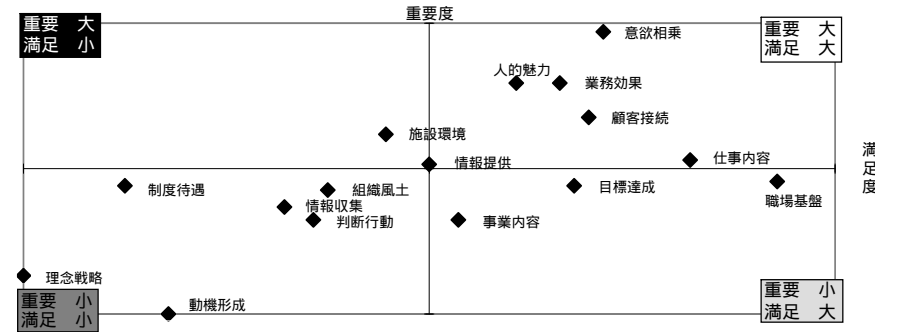 重要度
重要　大
満足　小
重要　大
満足　大
意欲相乗
人的魅力
業務効果
顧客接続
施設環境
情報提供
仕事内容
満足度
制度待遇
組織風土
目標達成
職場基盤
情報収集
判断行動
事業内容
理念戦略
重要　小
満足　小
動機形成
重要　小
満足　大